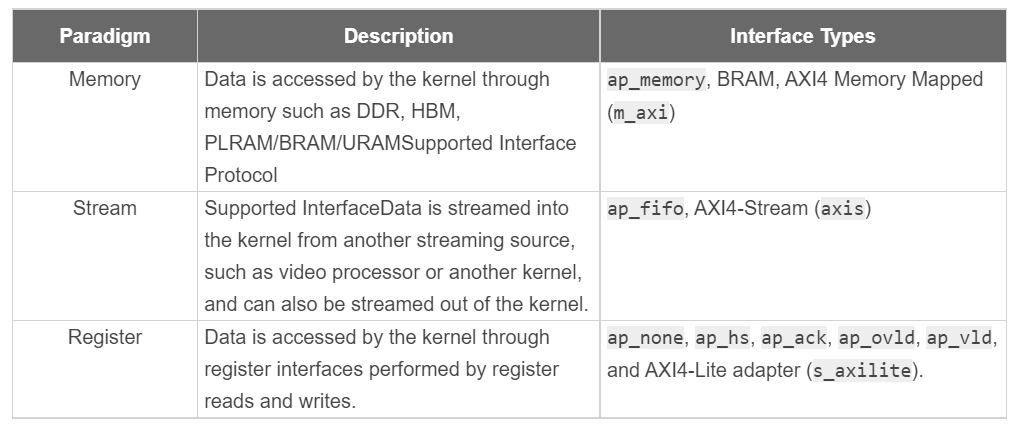 Paradigm Description Interface Types
Memory Data is accessed by the kernel through ap_memory, BRAM, AXI4 Memory Mapped
memory such as DDR, HBM, (m_axi)
PLRAM/BRAM/URAMSupported Interface
Protocol
Stream Supported InterfaceData is streamed into ap_fifo, AXI4-Stream (axis)
the kernel from another streaming source,
such as video processor or another kernel,
and can also be streamed out of the kernel.
Register Data is accessed by the kernel through ap_none, ap_hs, ap_ack, ap_ovld, ap_vld,
register interfaces performed by register and AXI4-Lite adapter (s_axilite).
reads and writes.